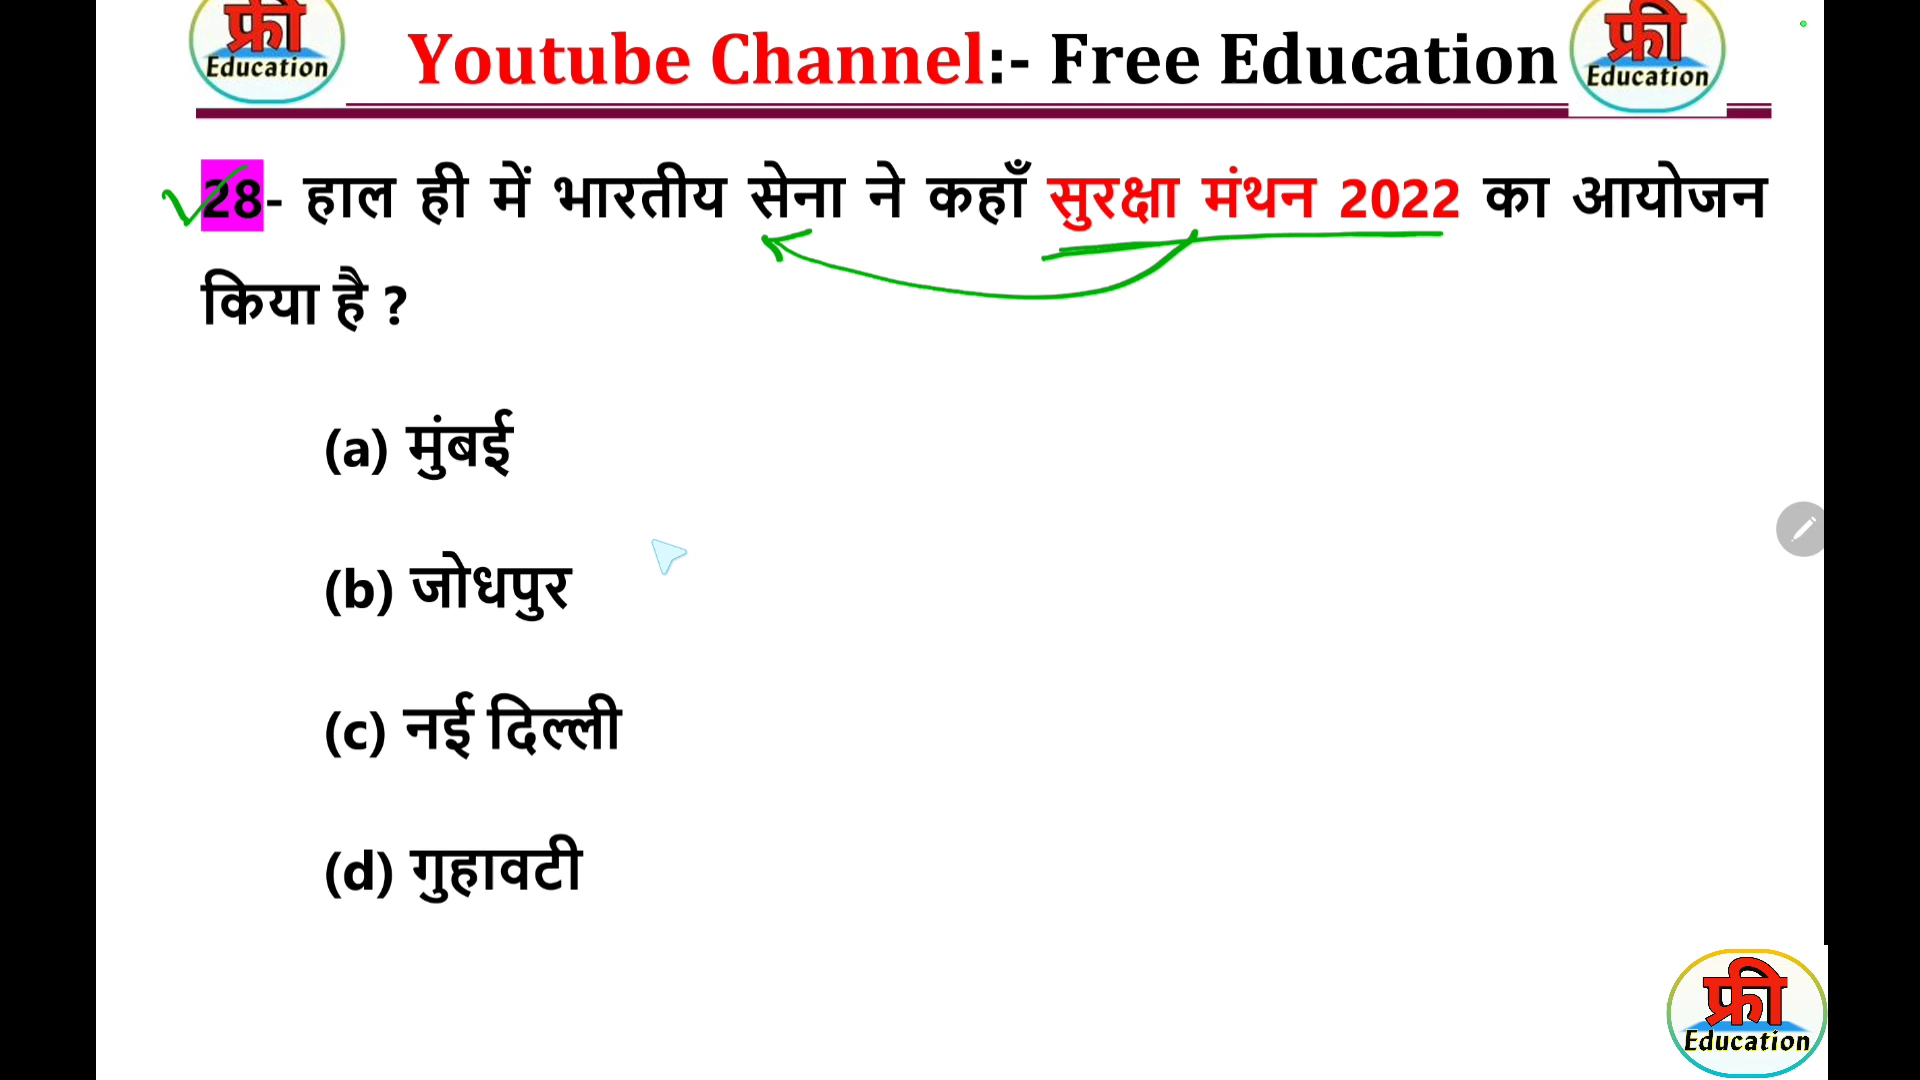 फ्री
Education
Youtube Channel:- Free Education
फ्री
Education
28- हाल ही में भारतीय सेना ने कहाँ सुरक्षा मंथन 2022 का आयोजन
किया है ?
(a) मुंबई
(b) जोधपुर
(c) नई दिल्ली
(d) गुहावटी
फ्री
Education